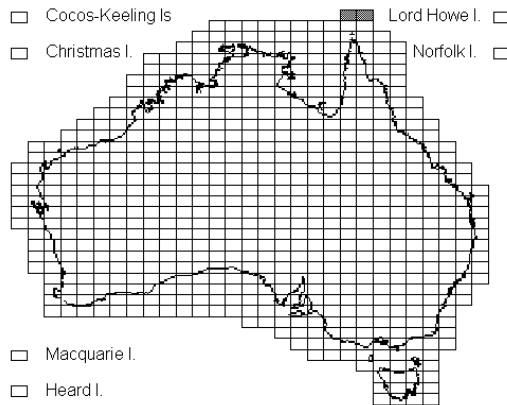 Cocos-Keeling Is
Lord Howe I.
Christmas I.
Norfolk I.
Macquarie I.
Heard I.